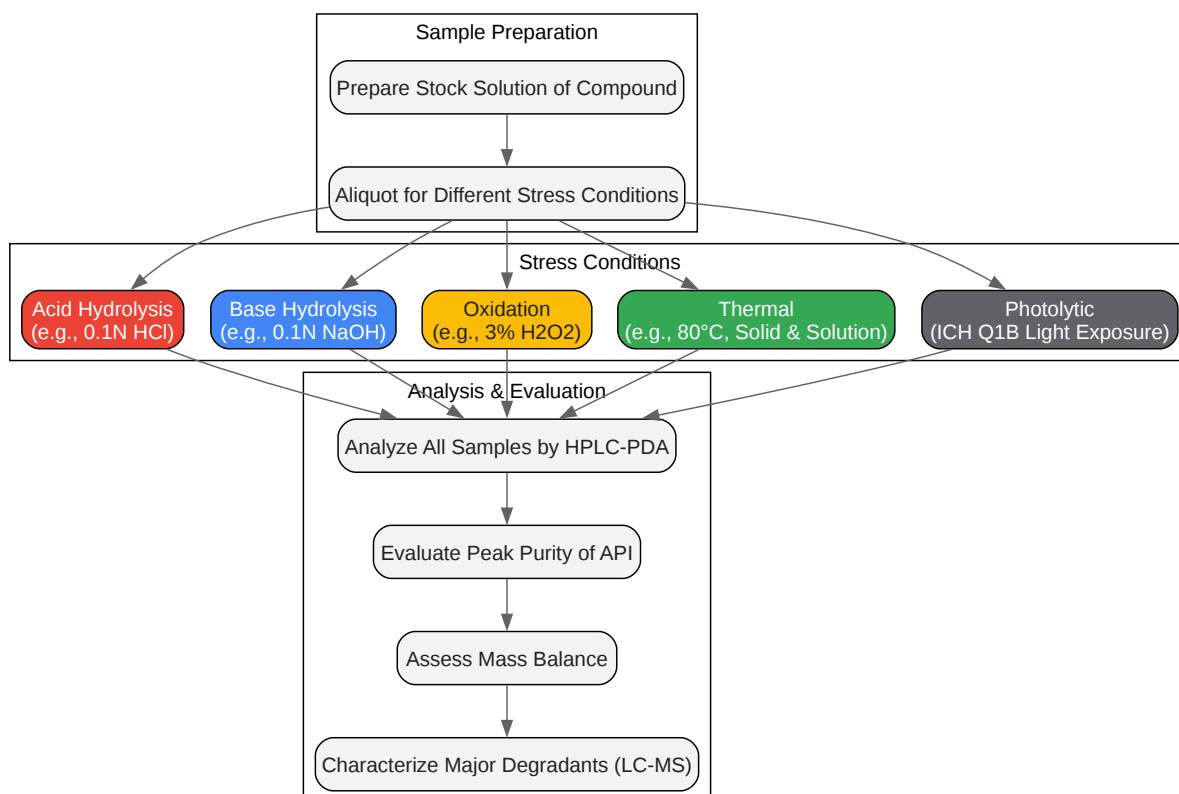 Sample Preparation
Prepare Stock Solution of Compound
Aliquot for Different Stress Conditions
Stress Conditions
Acid Hydrolysis
(e.g., 0.1N HCl)
Base Hydrolysis
(e.g., 0.1N NaOH)
Oxidation
(e.g., 3% H2O2)
Thermal
(e.g., 80°C, Solid & Solution)
Photolytic
(ICH Q1B Light Exposure)
Analysis & Evaluation
Analyze All Samples by HPLC-PDA
Evaluate Peak Purity of API
Assess Mass Balance
Characterize Major Degradants (LC-MS)